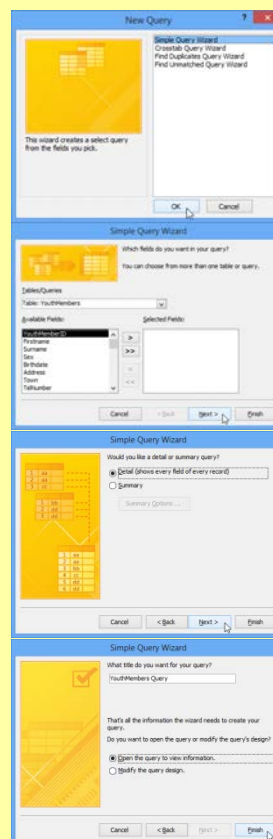 New Query
?
Simple Query Wizard
Crosstab Query Wizard
Find Duplicates Query Wizard
Find Unmatched Query Wizard
This wizard creates a select query
from the fields you pick.
OK
Cancel
Simple Query Wizard
Which fields do you want in your query?
You can choose from more than one table or query.
Tables/Queries
Table: YouthMembers
Available Fields:
Selected Fields:
YouthMemberID
Firstname
Surname
Sex
Birthdate
Address
Town
TelNumber
>
>>
<
<<
Cancel
< Back
Next >
Finish
Simple Query Wizard
Would you like a detail or summary query?
Detail (shows every field of every record)
Summary
Summary Options ...
Cancel
< Back
Next >
Finish
Simple Query Wizard
What title do you want for your query?
YouthMembers Query
That's all the information the wizard needs to create your
query.
Do you want to open the query or modify the query's design?
Open the query to view information.
Modify the query design.
Cancel
< Back
Next >
Finish